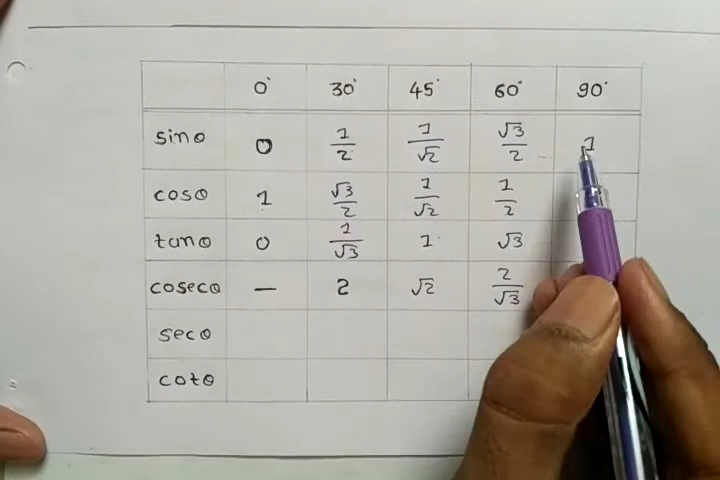 0° 30° 45° 60° 90°
sinθ 0 1/2 1/√2 √3/2 1
cosθ 1 √3/2 1/√2 1/2
tanθ 0 1/√3 1 √3
cosecθ — 2 √2 2/√3
secθ
cotθ